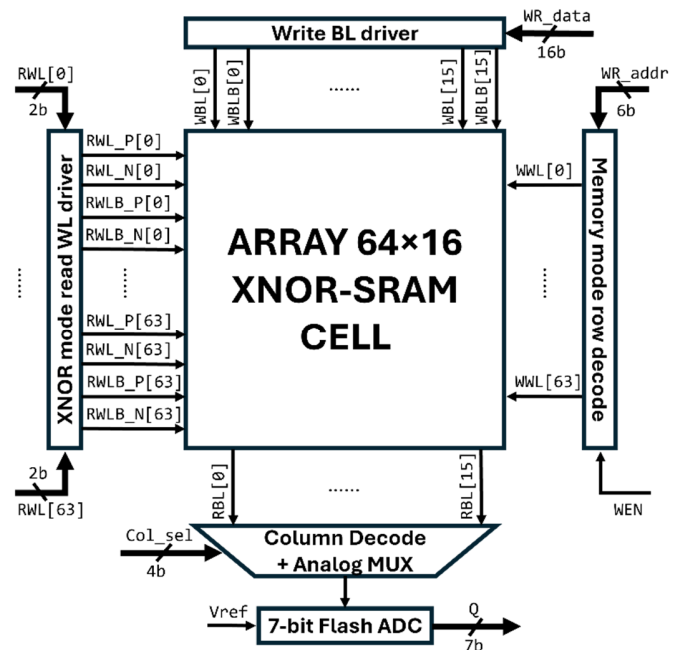 Write BL driver
WR_data
16b
RWL[0]
2b
WBL[0]
WBLB[0]
......
WBL[15]
WBLB[15]
WR_addr
6b
XNOR mode read WL driver
......
RWL_P[0]
RWL_N[0]
RWLB_P[0]
RWLB_N[0]
......
RWL_P[63]
RWL_N[63]
RWLB_P[63]
RWLB_N[63]
ARRAY 64×16
XNOR-SRAM
CELL
WWL[0]
......
WWL[63]
Memory mode row decode
2b
RWL[63]
WEN
RBL[0]
......
RBL[15]
Col_sel
4b
Column Decode
+ Analog MUX
Vref
7-bit Flash ADC
Q
7b